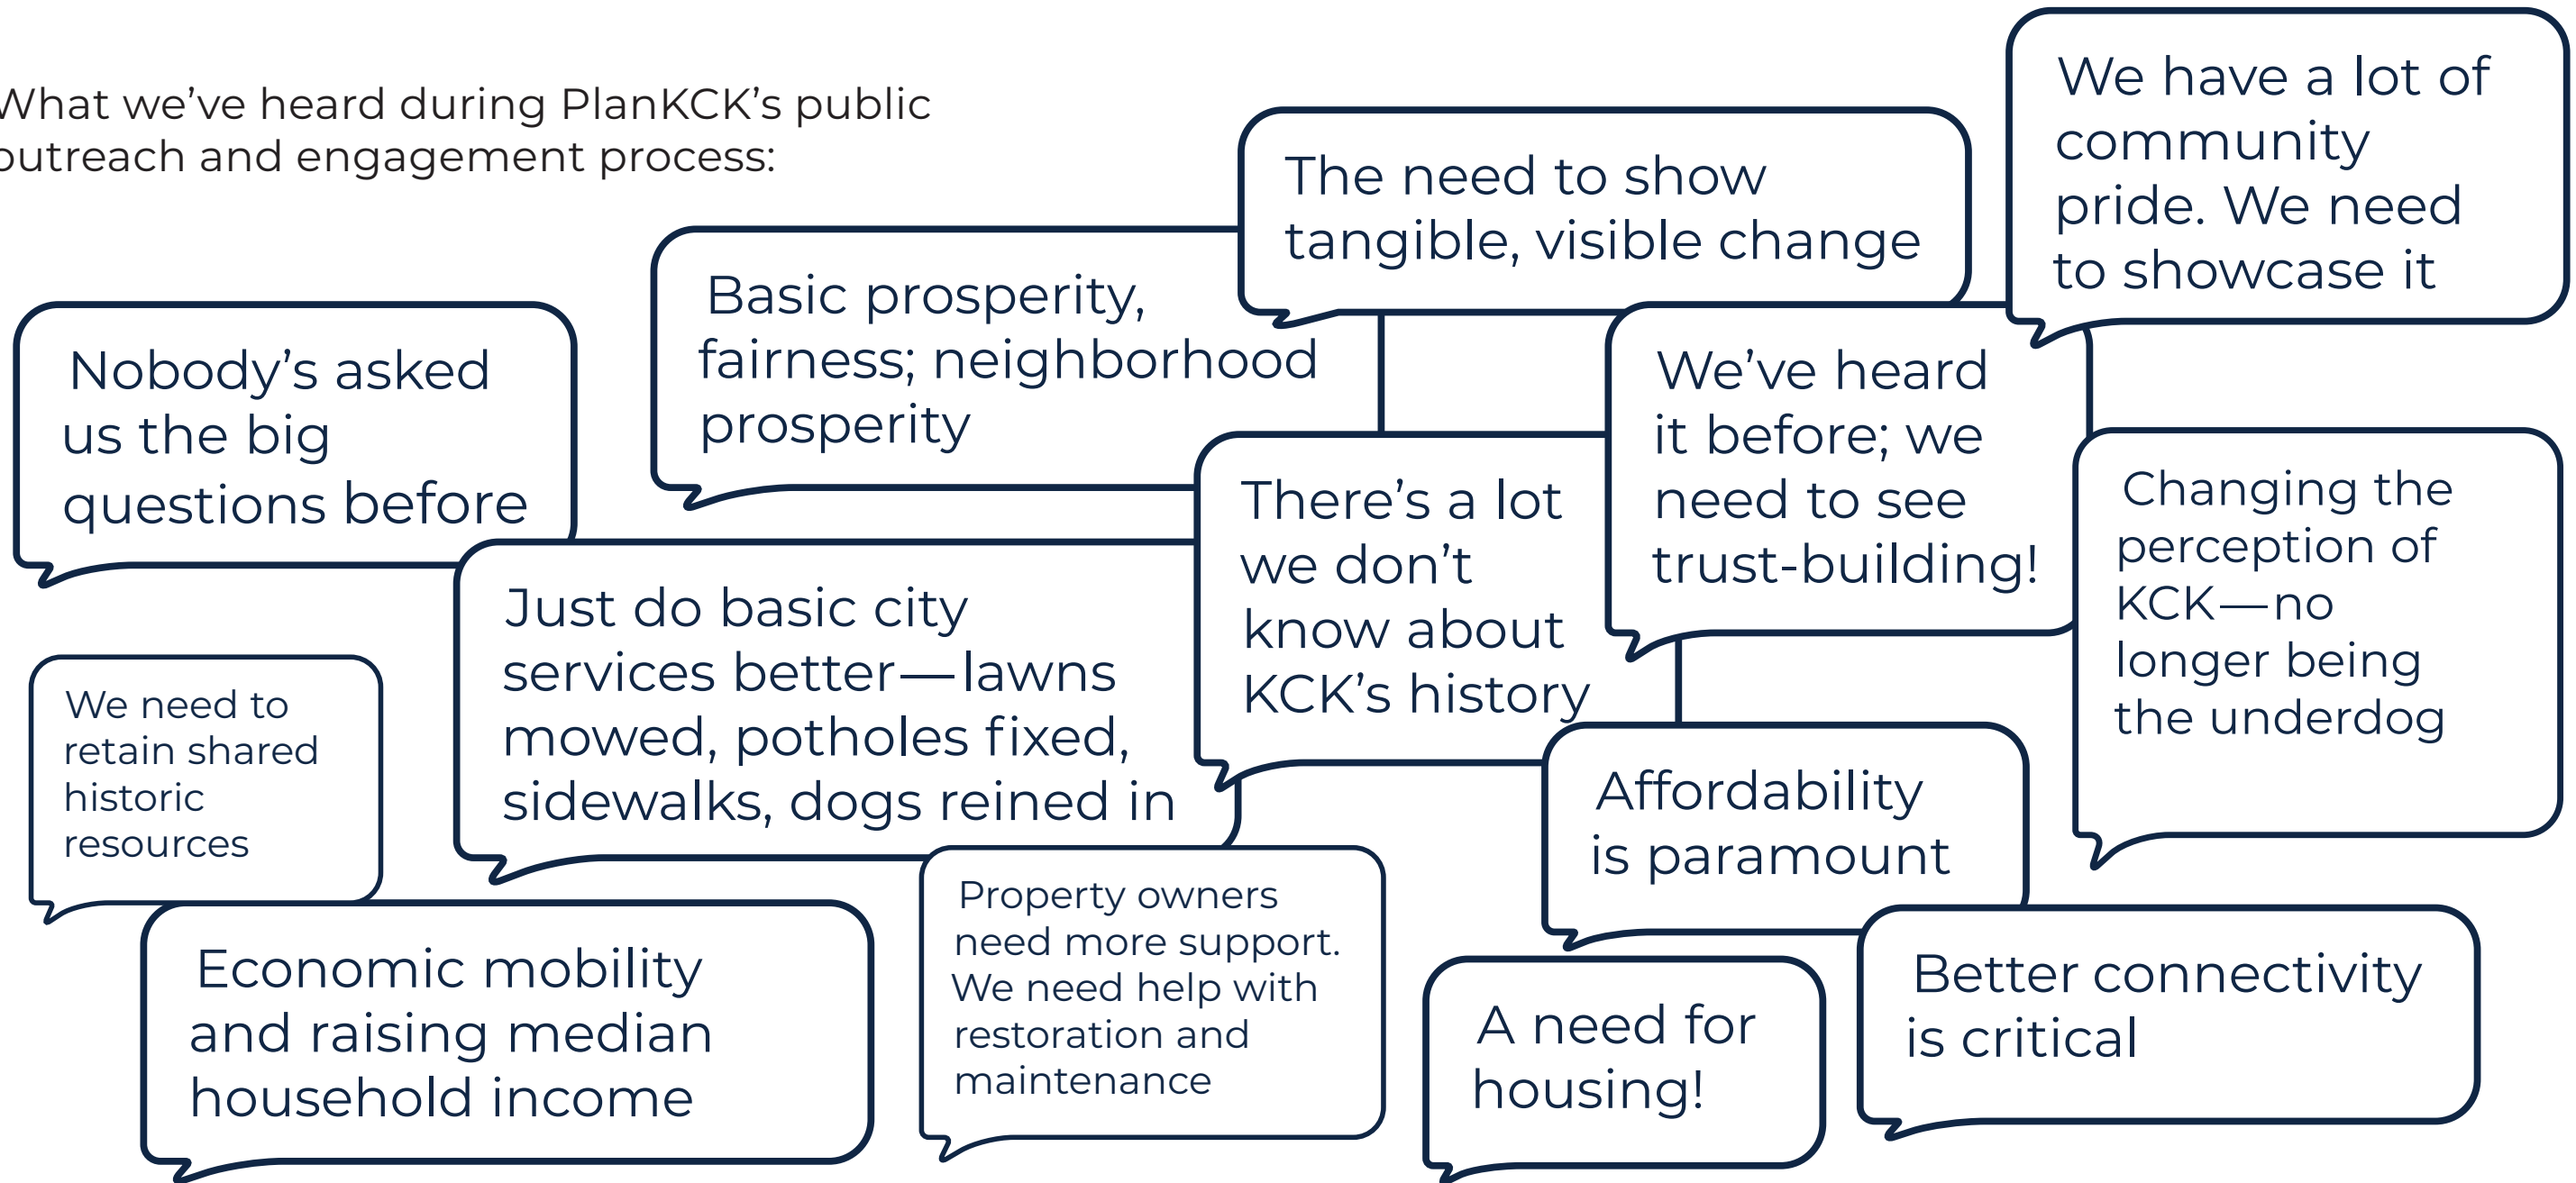 What we’ve heard during PlanKCK’s public
outreach and engagement process:
We have a lot of
community
pride. We need
to showcase it
The need to show
tangible, visible change
Basic prosperity,
fairness; neighborhood
prosperity
Nobody’s asked
us the big
questions before
We’ve heard
it before; we
need to see
trust-building!
There’s a lot
we don’t
know about
KCK’s history
Changing the
perception of
KCK—no
longer being
the underdog
Just do basic city
services better—lawns
mowed, potholes fixed,
sidewalks, dogs reined in
We need to
retain shared
historic
resources
Affordability
is paramount
Property owners
need more support.
We need help with
restoration and
maintenance
Economic mobility
and raising median
household income
A need for
housing!
Better connectivity
is critical